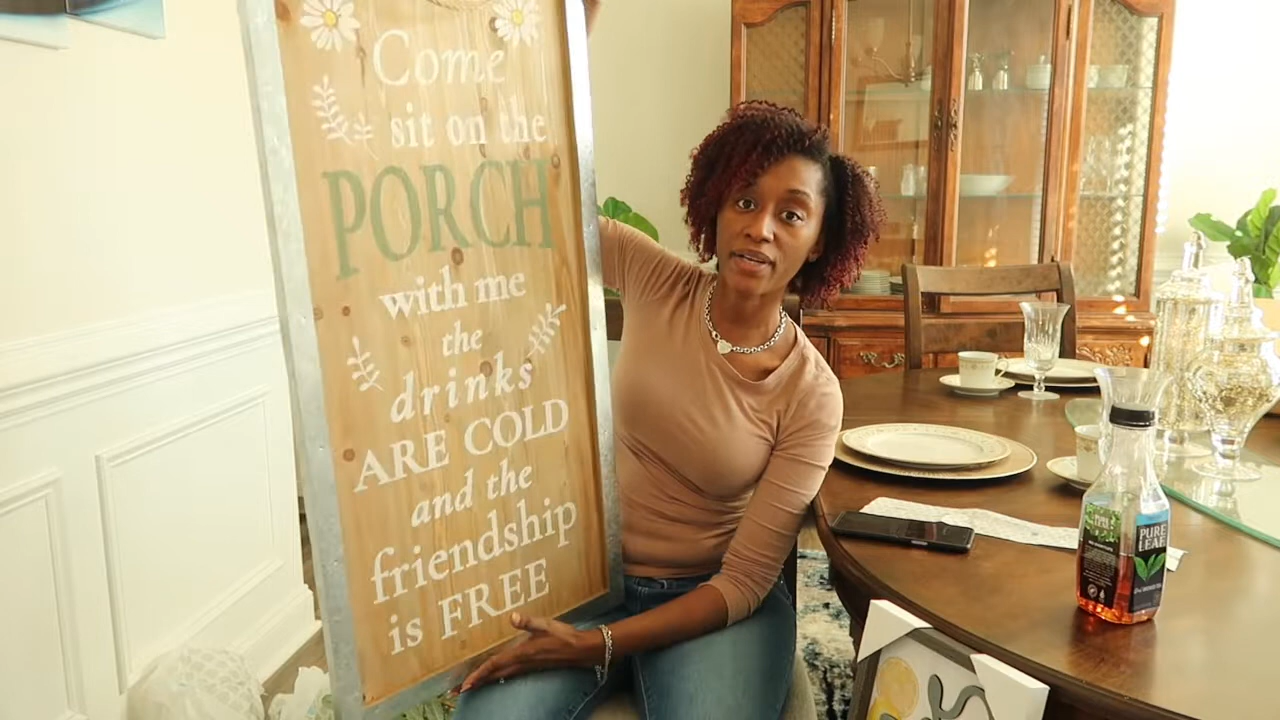 Come
sit on the
PORCH
with me
the
drinks
ARE COLD
and the
friendship
is FREE
PURE
LEAF